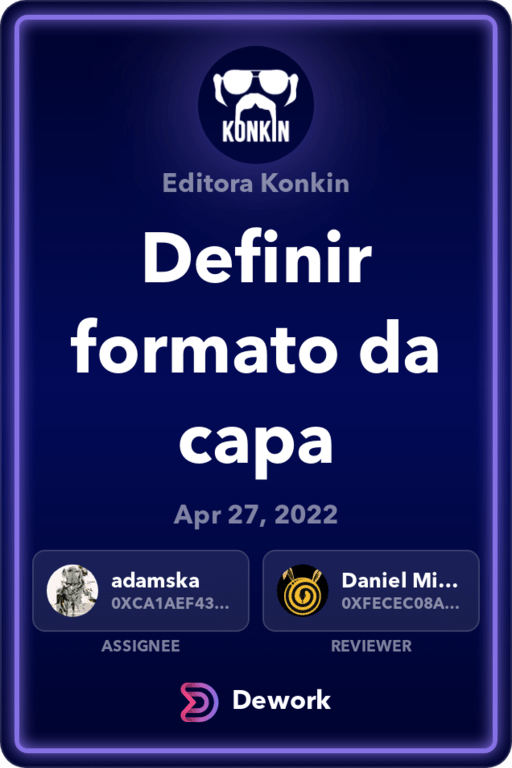 KONKIN
Editora Konkin
Definir
formato da
capa
Apr 27, 2022
adamska
0XCA1AEF43...
ASSIGNEE
Daniel Mi...
0XFECEC08A...
REVIEWER
Dework